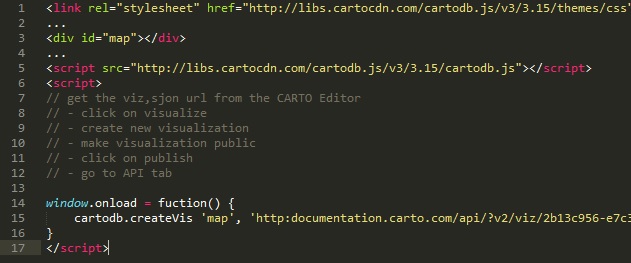 1 <link rel="stylesheet" href="http://libs.cartocdn.com/cartodb.js/v3/3.15/themes/css"
2 ...
3 <div id="map"></div>
4 ...
5 <script src="http://libs.cartocdn.com/cartodb.js/v3/3.15/cartodb.js"></script>
6 <script>
7 // get the viz,sjon url from the CARTO Editor
8 // - click on visualize
9 // - create new visualization
10 // - make visualization public
11 // - click on publish
12 // - go to API tab
13
14 window.onload = fuction() {
15 cartodb.createVis 'map', 'http:documentation.carto.com/api/?v2/viz/2b13c956-e7c3
16 }
17 </script>